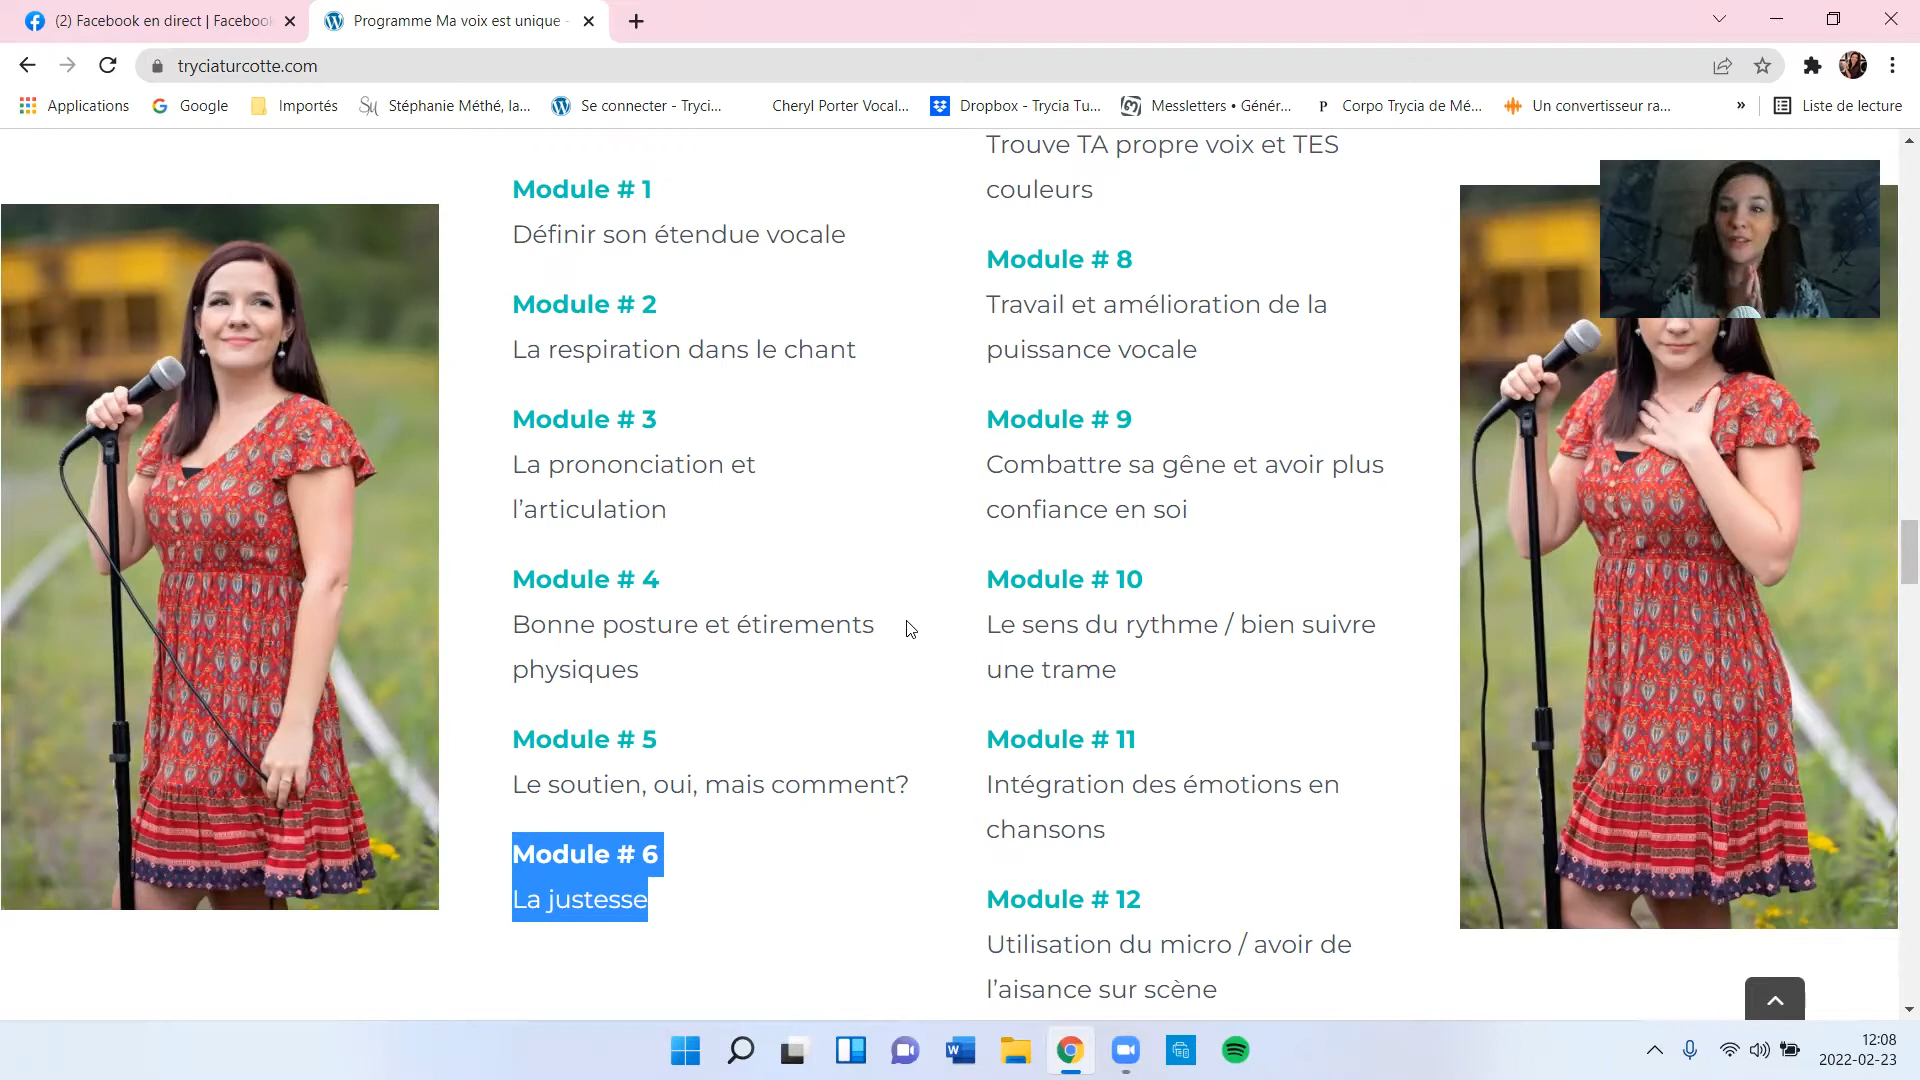 (2) Facebook en direct | Facebook
Programme Ma voix est unique -
tryciaturcotte.com
Applications
Google
Importés
Stéphanie Méthé, la...
Se connecter - Tryci...
Cheryl Porter Vocal...
Dropbox - Trycia Tu...
Messletters • Génér...
Corpo Trycia de Mé...
Un convertisseur ra...
»
Liste de lecture
Module # 1
Définir son étendue vocale
Module # 2
La respiration dans le chant
Module # 3
La prononciation et
l'articulation
Module # 4
Bonne posture et étirements
physiques
Module # 5
Le soutien, oui, mais comment?
Module # 6
La justesse
Trouve TA propre voix et TES
couleurs
Module # 8
Travail et amélioration de la
puissance vocale
Module # 9
Combattre sa gêne et avoir plus
confiance en soi
Module # 10
Le sens du rythme / bien suivre
une trame
Module # 11
Intégration des émotions en
chansons
Module # 12
Utilisation du micro / avoir de
l'aisance sur scène
12:08
2022-02-23